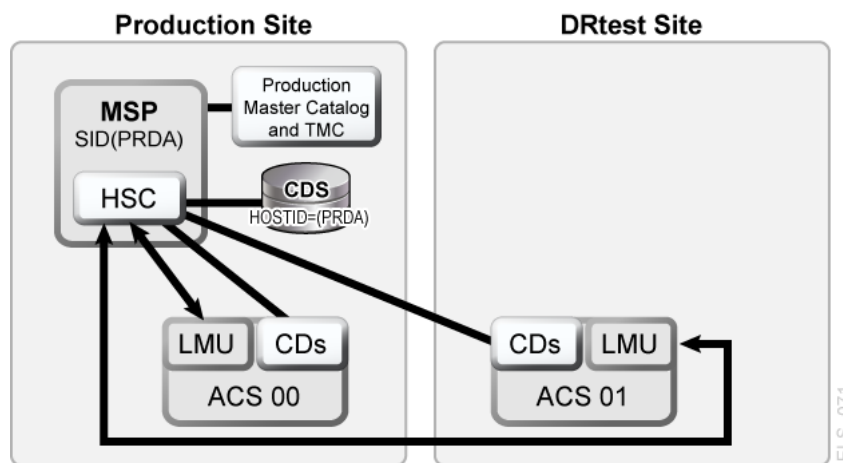 Production Site
DRtest Site
MSP
SID(PRDA)
Production
Master Catalog
and TMC
HSC
CDS
HOSTID=(PRDA)
LMU
CDs
ACS 00
CDs
LMU
ACS 01